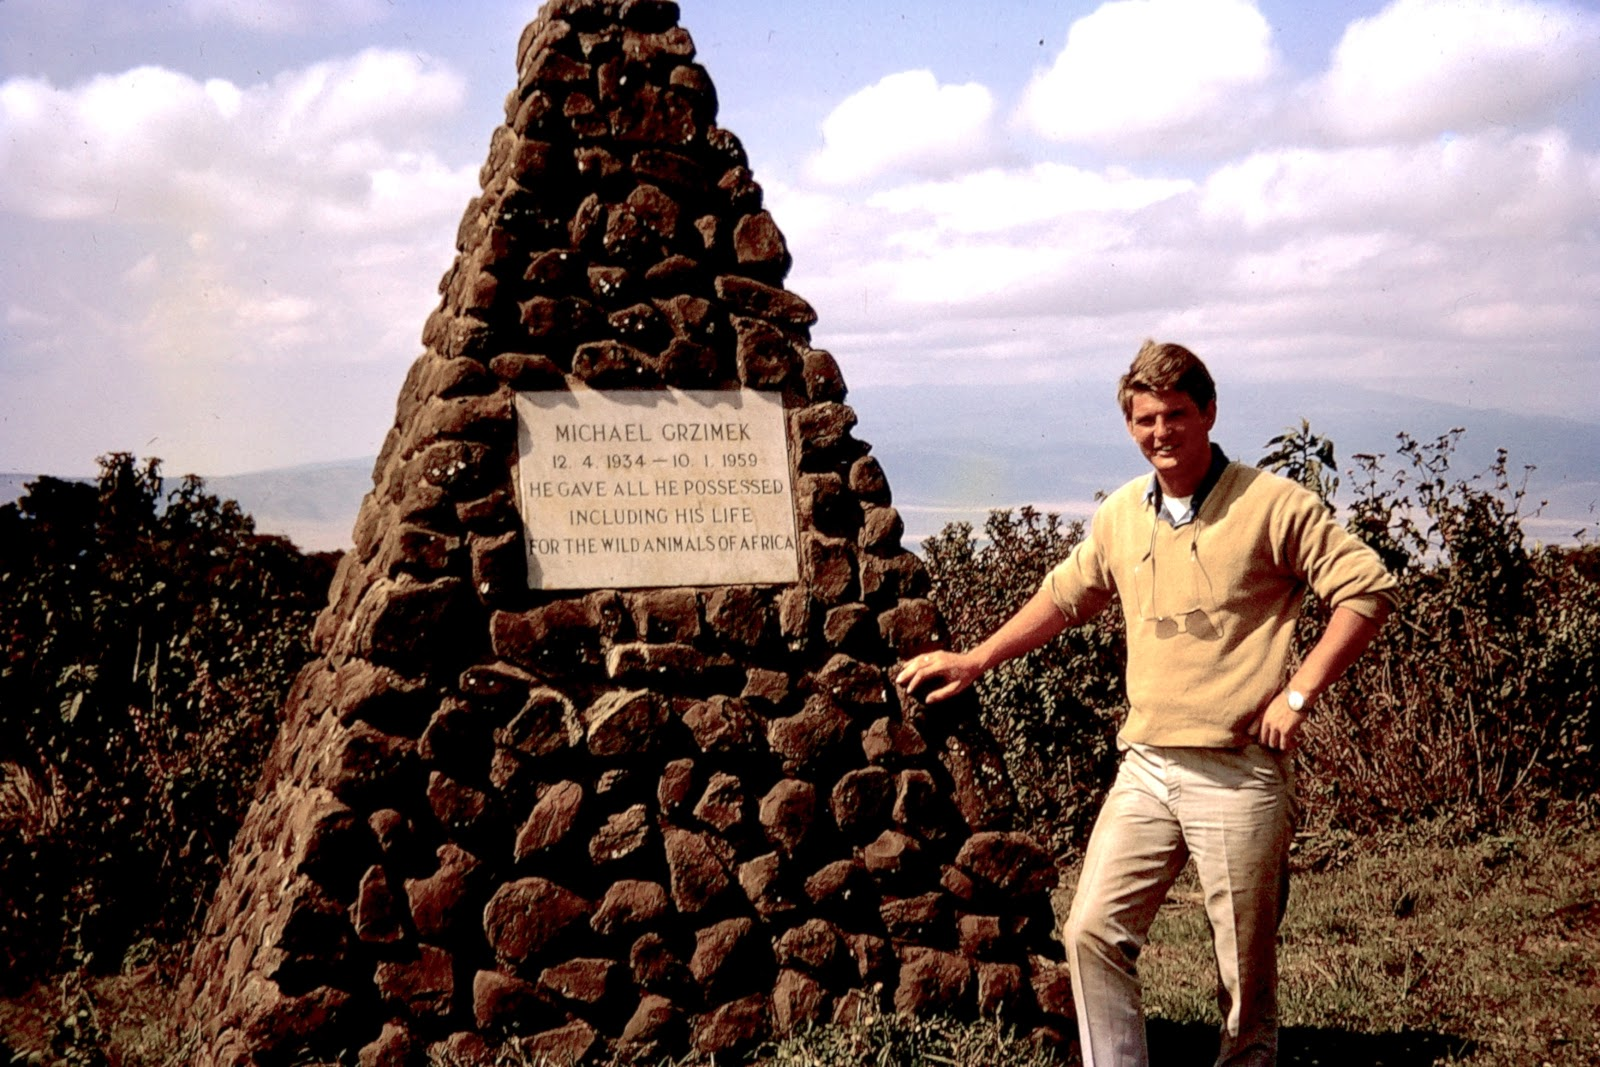 MICHAEL GRZIMEK
12. 4. 1934 — 10. 1. 1959
HE GAVE ALL HE POSSESSED
INCLUDING HIS LIFE
FOR THE WILD ANIMALS OF AFRICA